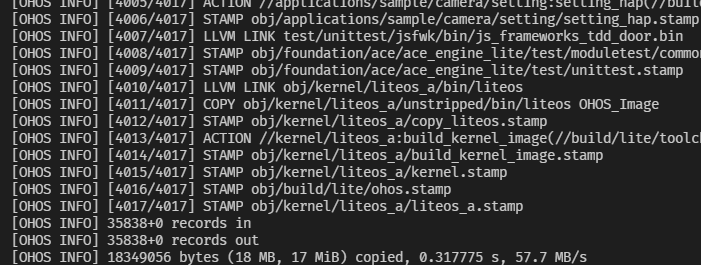 [OHOS INFO] [4005/4017] ACTION //applications/sample/camera/setting:setting_hap(//buil
[OHOS INFO] [4006/4017] STAMP obj/applications/sample/camera/setting/setting_hap.stamp
[OHOS INFO] [4007/4017] LLVM LINK test/unittest/jsfwk/bin/js_frameworks_tdd_door.bin
[OHOS INFO] [4008/4017] STAMP obj/foundation/ace/ace_engine_lite/test/moduletest/common
[OHOS INFO] [4009/4017] STAMP obj/foundation/ace/ace_engine_lite/test/unittest.stamp
[OHOS INFO] [4010/4017] LLVM LINK obj/kernel/liteos_a/bin/liteos
[OHOS INFO] [4011/4017] COPY obj/kernel/liteos_a/unstripped/bin/liteos OHOS_Image
[OHOS INFO] [4012/4017] STAMP obj/kernel/liteos_a/copy_liteos.stamp
[OHOS INFO] [4013/4017] ACTION //kernel/liteos_a:build_kernel_image(//build/lite/toolch
[OHOS INFO] [4014/4017] STAMP obj/kernel/liteos_a/build_kernel_image.stamp
[OHOS INFO] [4015/4017] STAMP obj/kernel/liteos_a/kernel.stamp
[OHOS INFO] [4016/4017] STAMP obj/build/lite/ohos.stamp
[OHOS INFO] [4017/4017] STAMP obj/kernel/liteos_a/liteos_a.stamp
[OHOS INFO] 35838+0 records in
[OHOS INFO] 35838+0 records out
[OHOS INFO] 18349056 bytes (18 MB, 17 MiB) copied, 0.317775 s, 57.7 MB/s